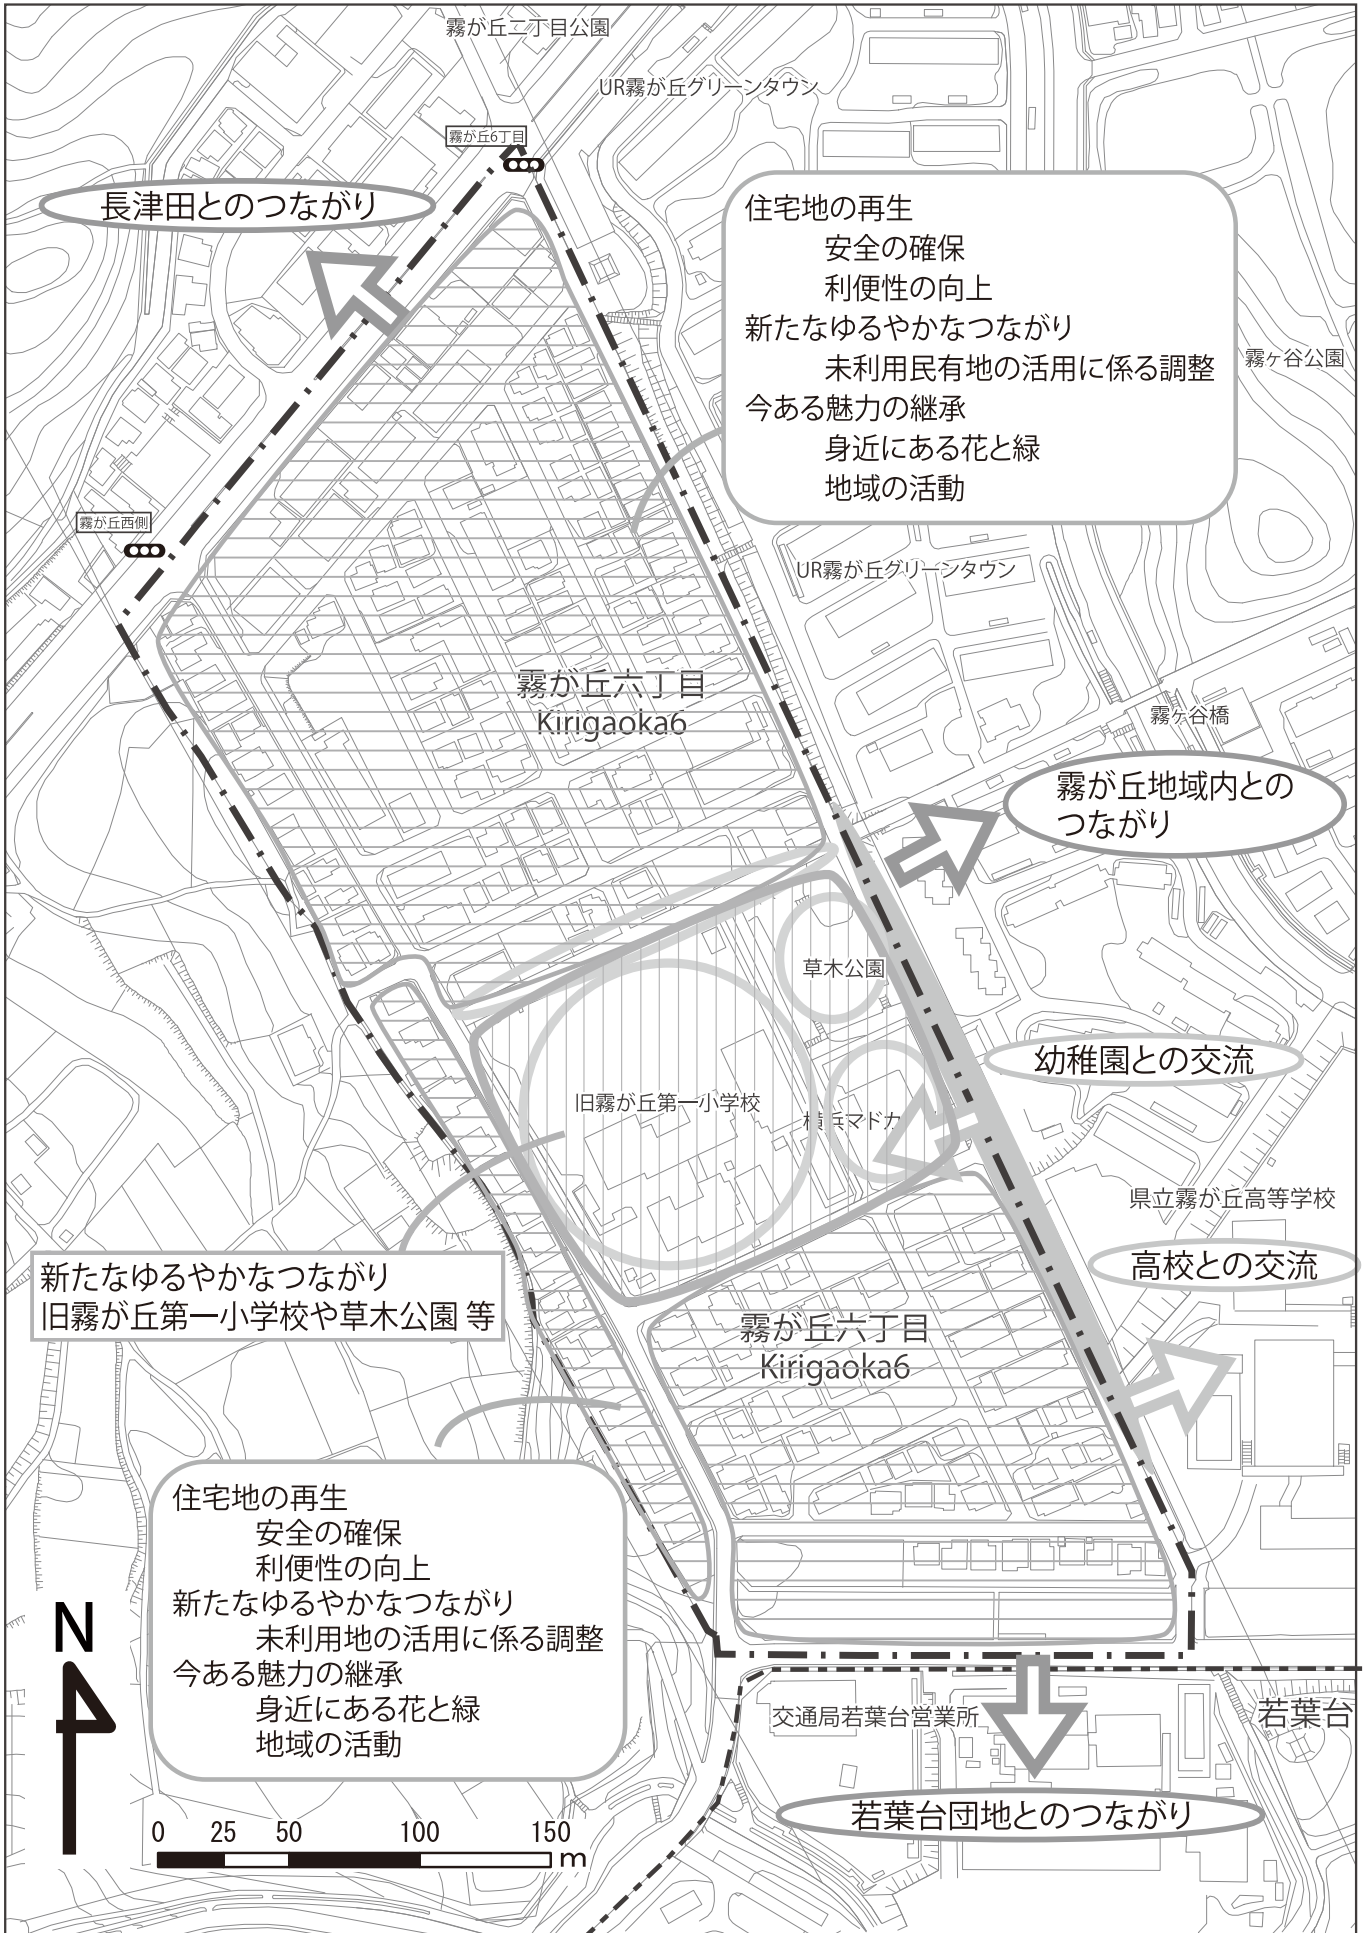 霧が丘二丁目公園
UR霧が丘グリーンタウン
霧が丘6丁目
長津田とのつながり
住宅地の再生
安全の確保
利便性の向上
新たなゆるやかなつながり
未利用民有地の活用に係る調整
今ある魅力の継承
身近にある花と緑
地域の活動
霧ヶ谷公園
霧が丘西側
UR霧が丘グリーンタウン
霧が丘六丁目
Kirigaoka6
霧ヶ谷橋
霧が丘地域内との
つながり
草木公園
幼稚園との交流
旧霧が丘第一小学校
横浜マドカ
県立霧が丘高等学校
高校との交流
新たなゆるやかなつながり
旧霧が丘第一小学校や草木公園 等
霧が丘六丁目
Kirigaoka6
住宅地の再生
安全の確保
利便性の向上
新たなゆるやかなつながり
未利用地の活用に係る調整
今ある魅力の継承
身近にある花と緑
地域の活動
N
交通局若葉台営業所
若葉台
若葉台団地とのつながり
0 25 50 100 150 m